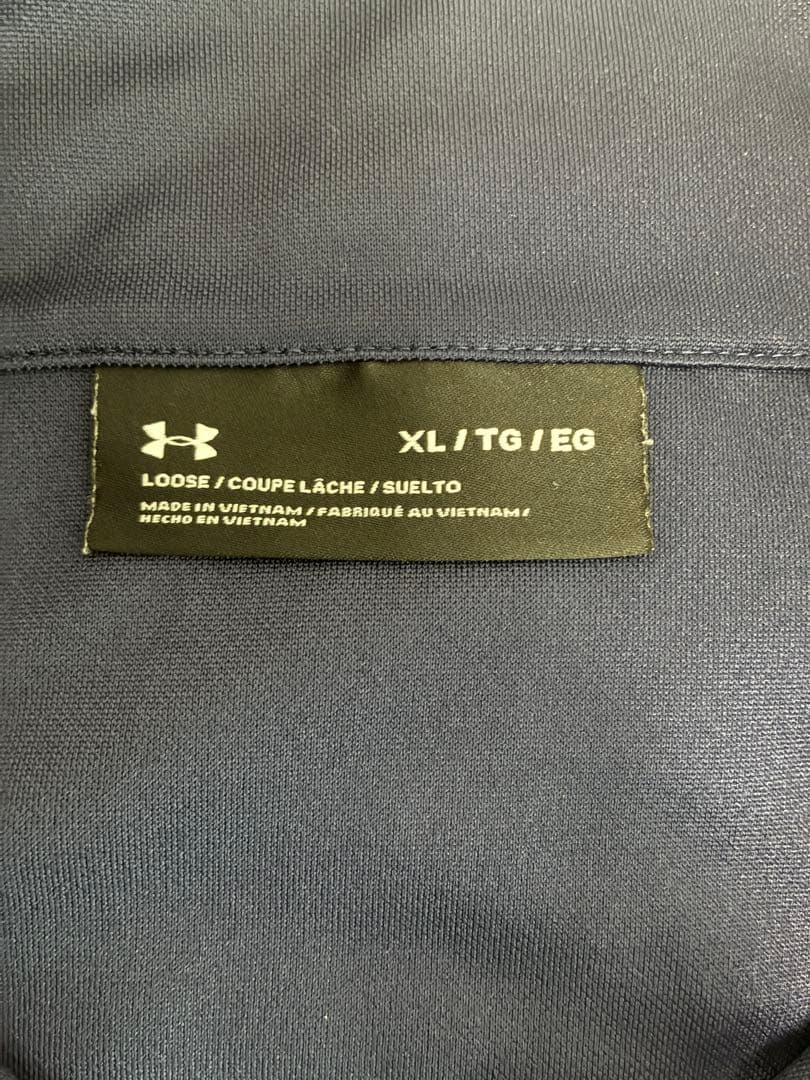 XL / TG / EG
LOOSE / COUPE LÂCHE / SUELTO
MADE IN VIETNAM / FABRIQUÉ AU VIETNAM /
HECHO EN VIETNAM